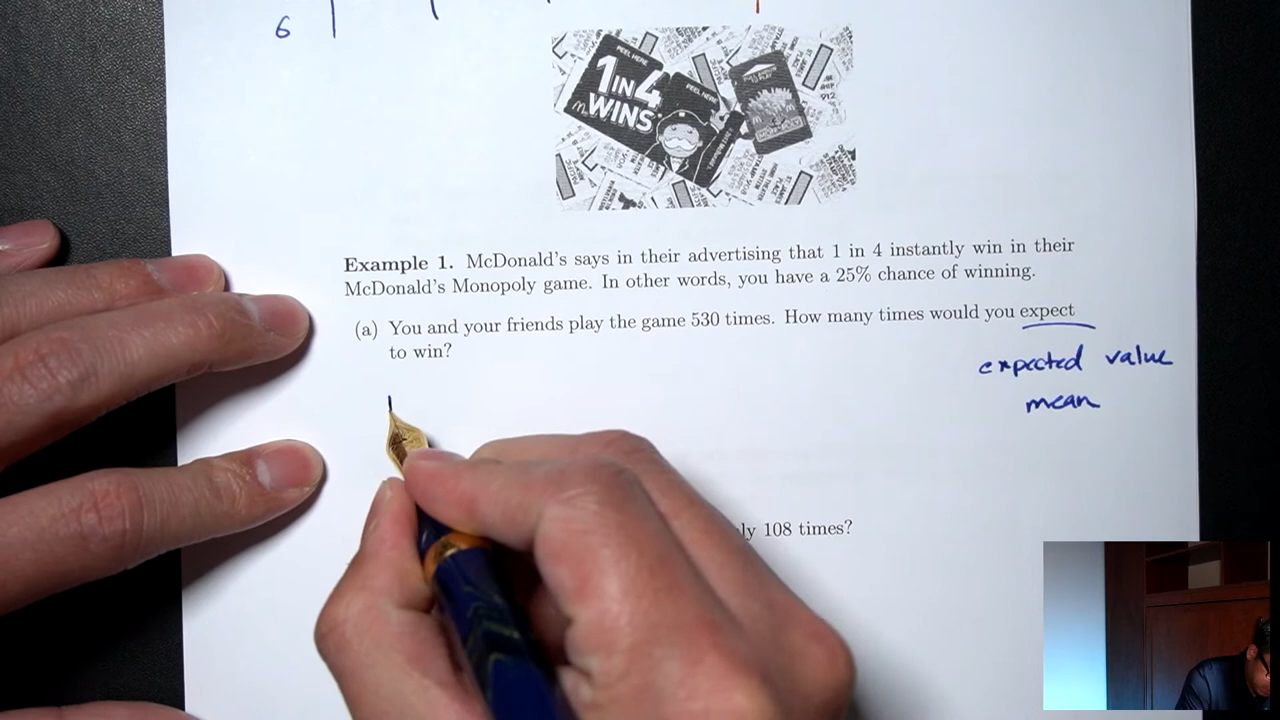 6
PEEL HERE
1 IN 4
WINS
PEEL HERE
Example 1. McDonald's says in their advertising that 1 in 4 instantly win in their
McDonald's Monopoly game. In other words, you have a 25% chance of winning.
(a) You and your friends play the game 530 times. How many times would you expect
to win?
expected value
mean
108 times?